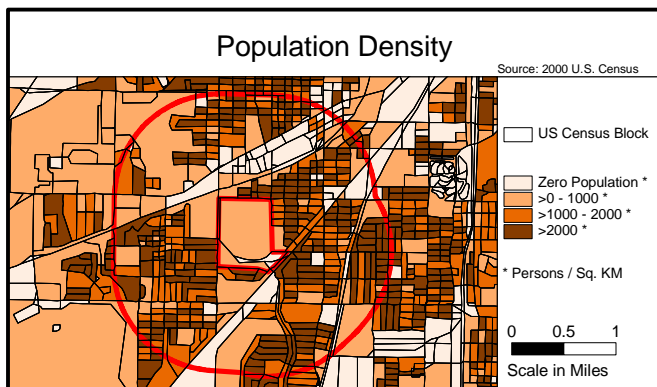 Population Density
Source: 2000 U.S. Census
US Census Block
Zero Population *
>0 - 1000 *
>1000 - 2000 *
>2000 *
* Persons / Sq. KM
0 0.5 1
Scale in Miles